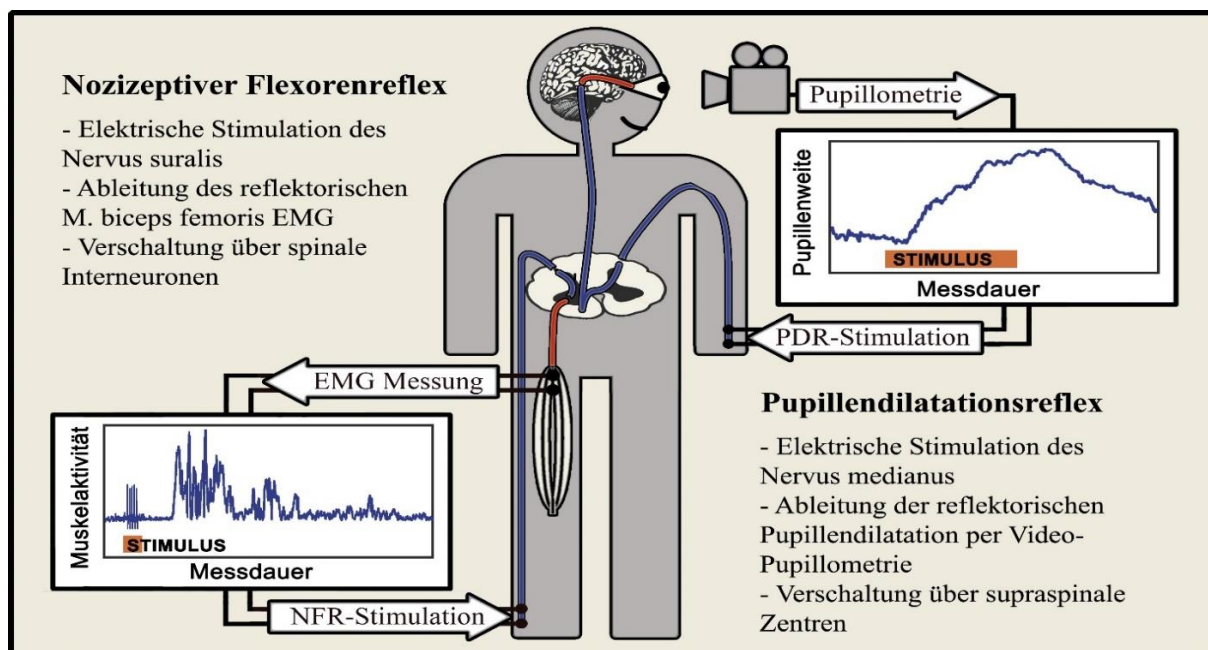 Nozizeptiver Flexorenreflex
- Elektrische Stimulation des
Nervus suralis
- Ableitung des reflektorischen
M. biceps femoris EMG
- Verschaltung über spinale
Interneuronen
Pupillometrie
Pupillenweite
STIMULUS
Messdauer
PDR-Stimulation
EMG Messung
Muskelaktivität
STIMULUS
Messdauer
NFR-Stimulation
Pupillendilatationsreflex
- Elektrische Stimulation des
Nervus medianus
- Ableitung der reflektorischen
Pupillendilatation per Video-
Pupillometrie
- Verschaltung über supraspinale
Zentren